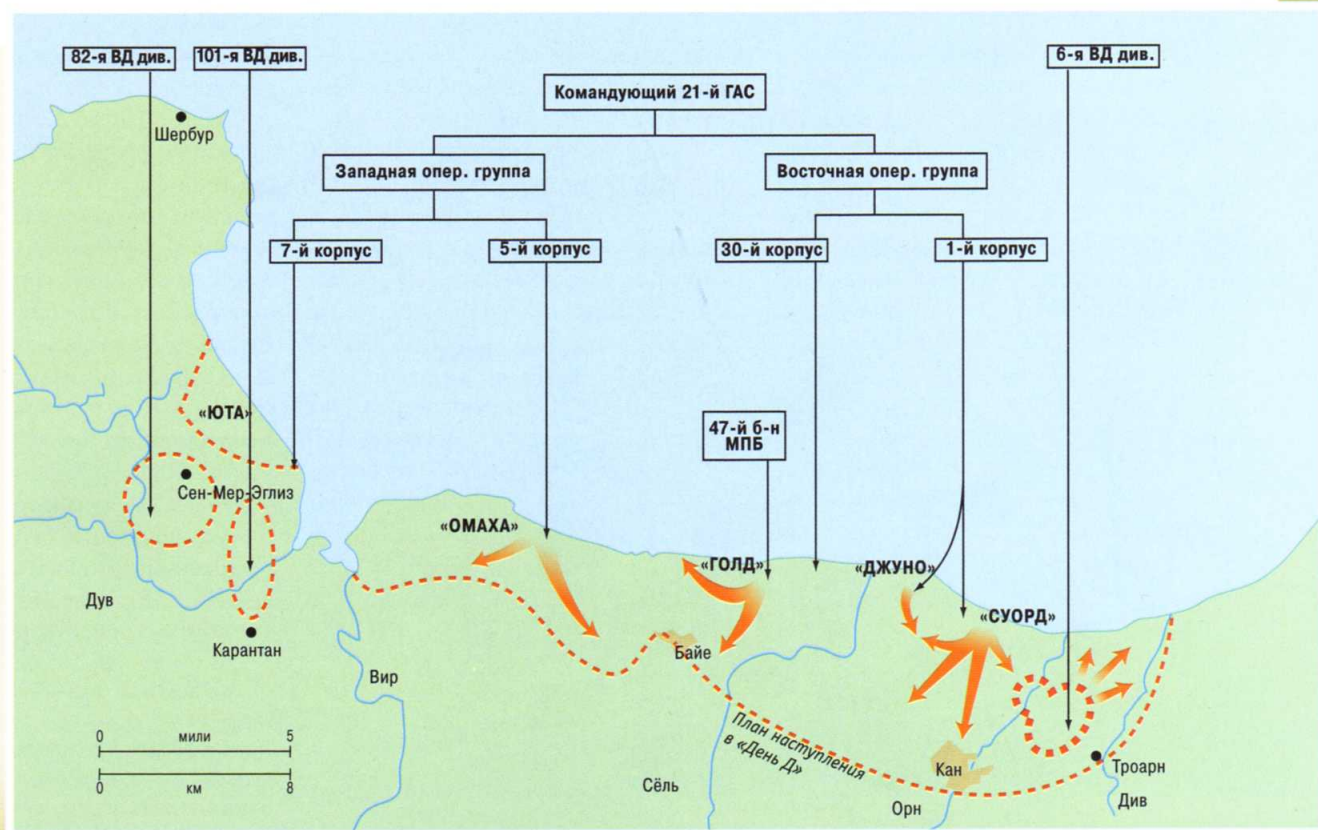 82-я ВД див.
101-я ВД див.
6-я ВД див.
Командующий 21-й ГАС
Шербур
Западная опер. группа
Восточная опер. группа
7-й корпус
5-й корпус
30-й корпус
1-й корпус
«ЮТА»
47-й б-н
МПБ
Сен-Мер-Эглиз
«ОМАХА»
«ГОЛД»
«ДЖУНО»
«СУОРД»
Дув
Карантан
Вир
Байе
План наступления
в «День Д»
0 мили 5
0 км 8
Сёль
Кан
Орн
Троарн
Див